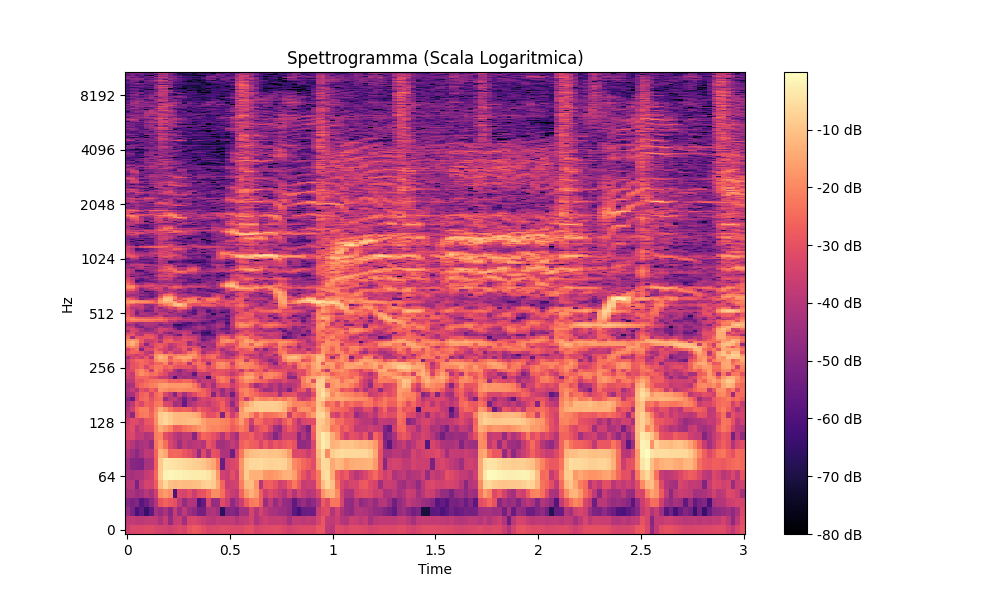 Spettrogramma (Scala Logaritmica)
8192
4096
2048
1024
512
256
128
64
0
Hz
0
0.5
1
1.5
2
2.5
3
Time
-10 dB
-20 dB
-30 dB
-40 dB
-50 dB
-60 dB
-70 dB
-80 dB